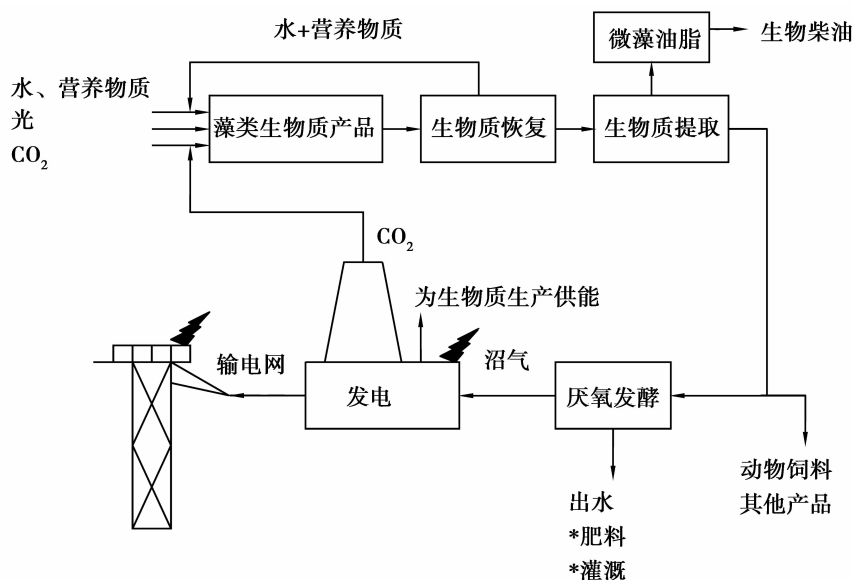 水+营养物质
微藻油脂
生物柴油
水、营养物质
光
CO₂
藻类生物质产品
生物质恢复
生物质提取
CO₂
为生物质生产供能
输电网
沼气
发电
厌氧发酵
动物饲料
其他产品
出水
*肥料
*灌溉